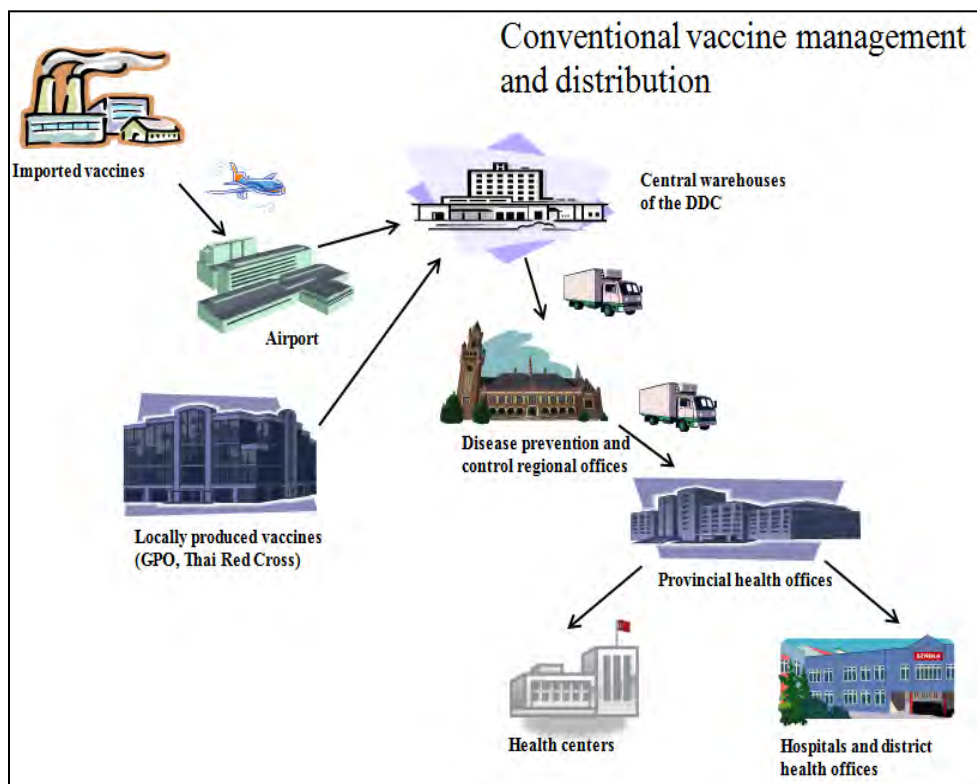 Conventional vaccine management
and distribution
Imported vaccines
Central warehouses
of the DDC
Airport
Disease prevention and
control regional offices
Locally produced vaccines
(GPO, Thai Red Cross)
Provincial health offices
Health centers
Hospitals and district
health offices